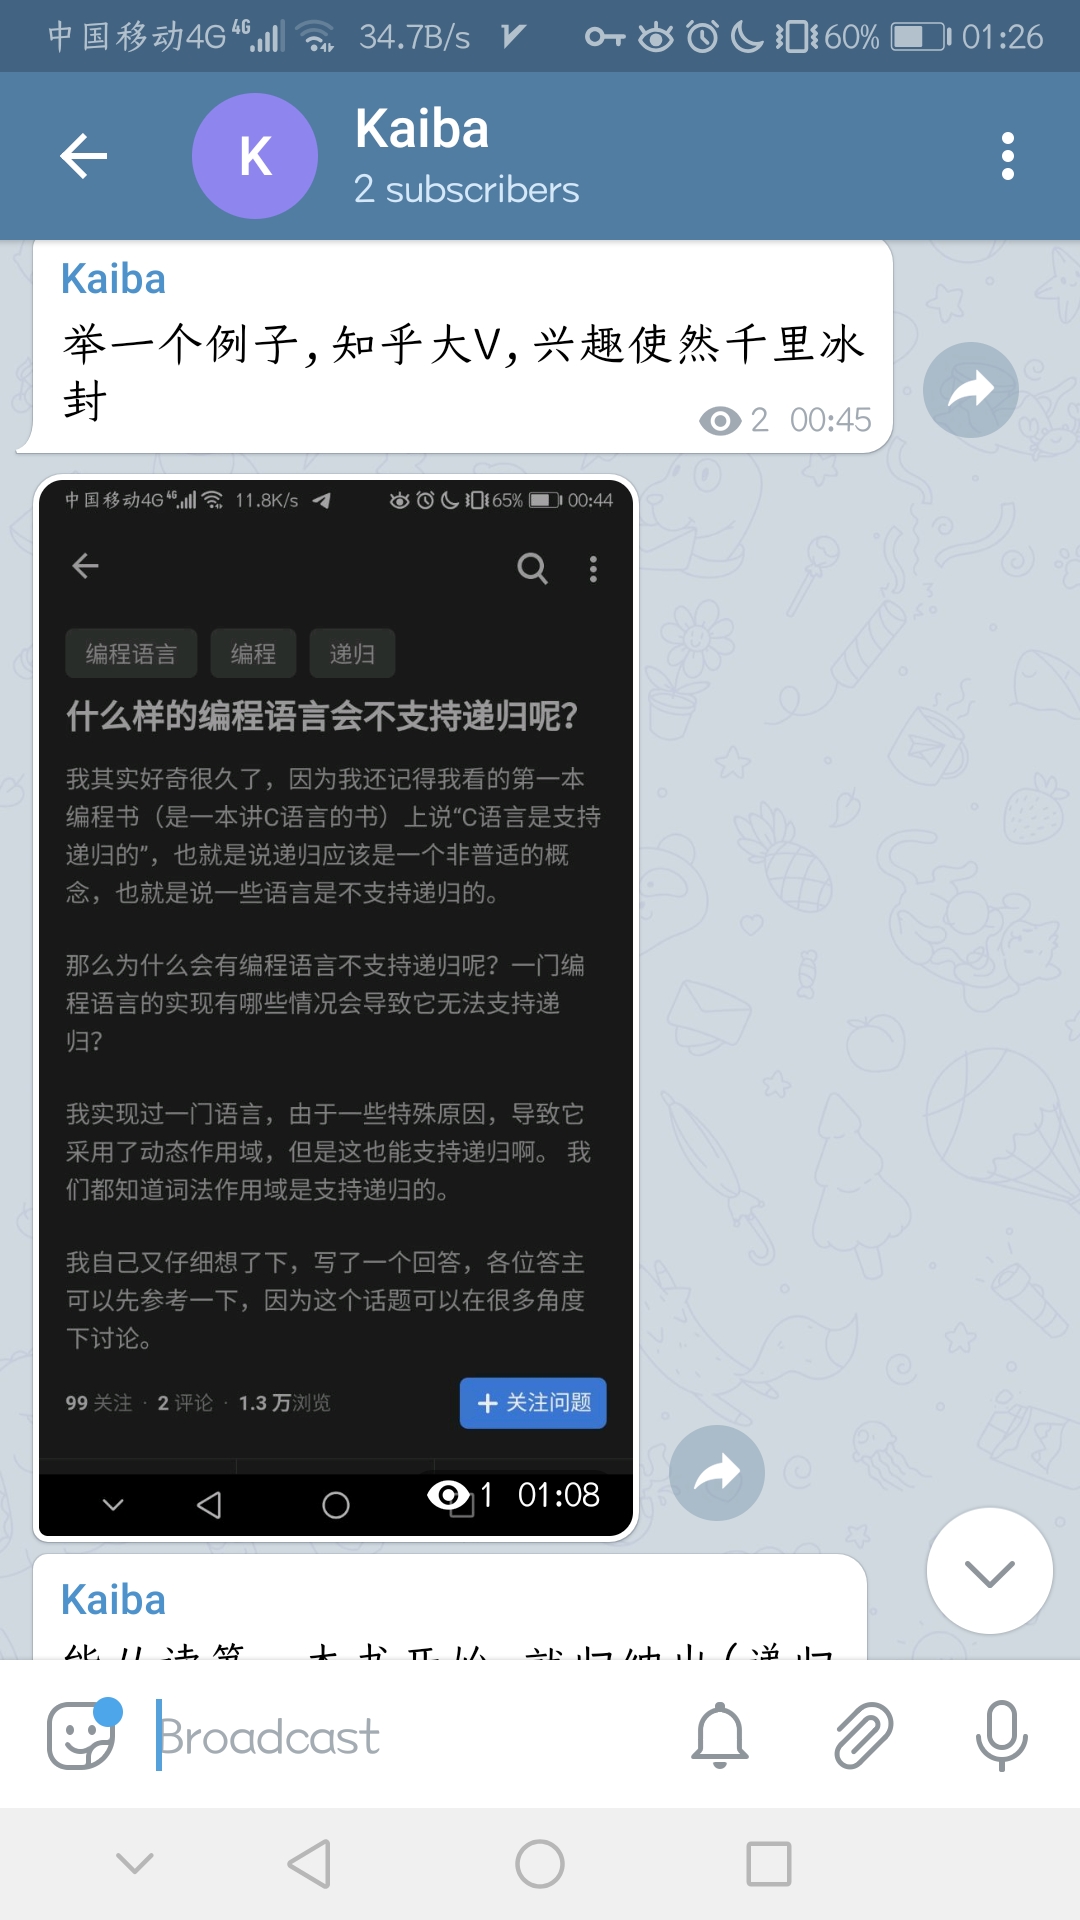 中国移动4G 4G 34.7B/s 60% 01:26
K
Kaiba
2 subscribers
Kaiba
举一个例子,知乎大V,兴趣使然千里冰
封
2 00:45
中国移动4G 4G 11.8K/s 65% 00:44
编程语言 编程 递归
什么样的编程语言会不支持递归呢?
我其实好奇很久了，因为我还记得我看的第一本
编程书（是一本讲C语言的书）上说“C语言是支持
递归的”，也就是说递归应该是一个非普适的概
念，也就是说一些语言是不支持递归的。
那么为什么会有编程语言不支持递归呢？一门编
程语言的实现有哪些情况会导致它无法支持递
归？
我实现过一门语言，由于一些特殊原因，导致它
采用了动态作用域，但是这也能支持递归啊。 我
们都知道词法作用域是支持递归的。
我自己又仔细想了下，写了一个回答，各位答主
可以先参考一下，因为这个话题可以在很多角度
下讨论。
99 关注 · 2 评论 · 1.3 万浏览
+ 关注问题
1 01:08
Kaiba
能从读第一本书开始,就归纳出(递归
Broadcast